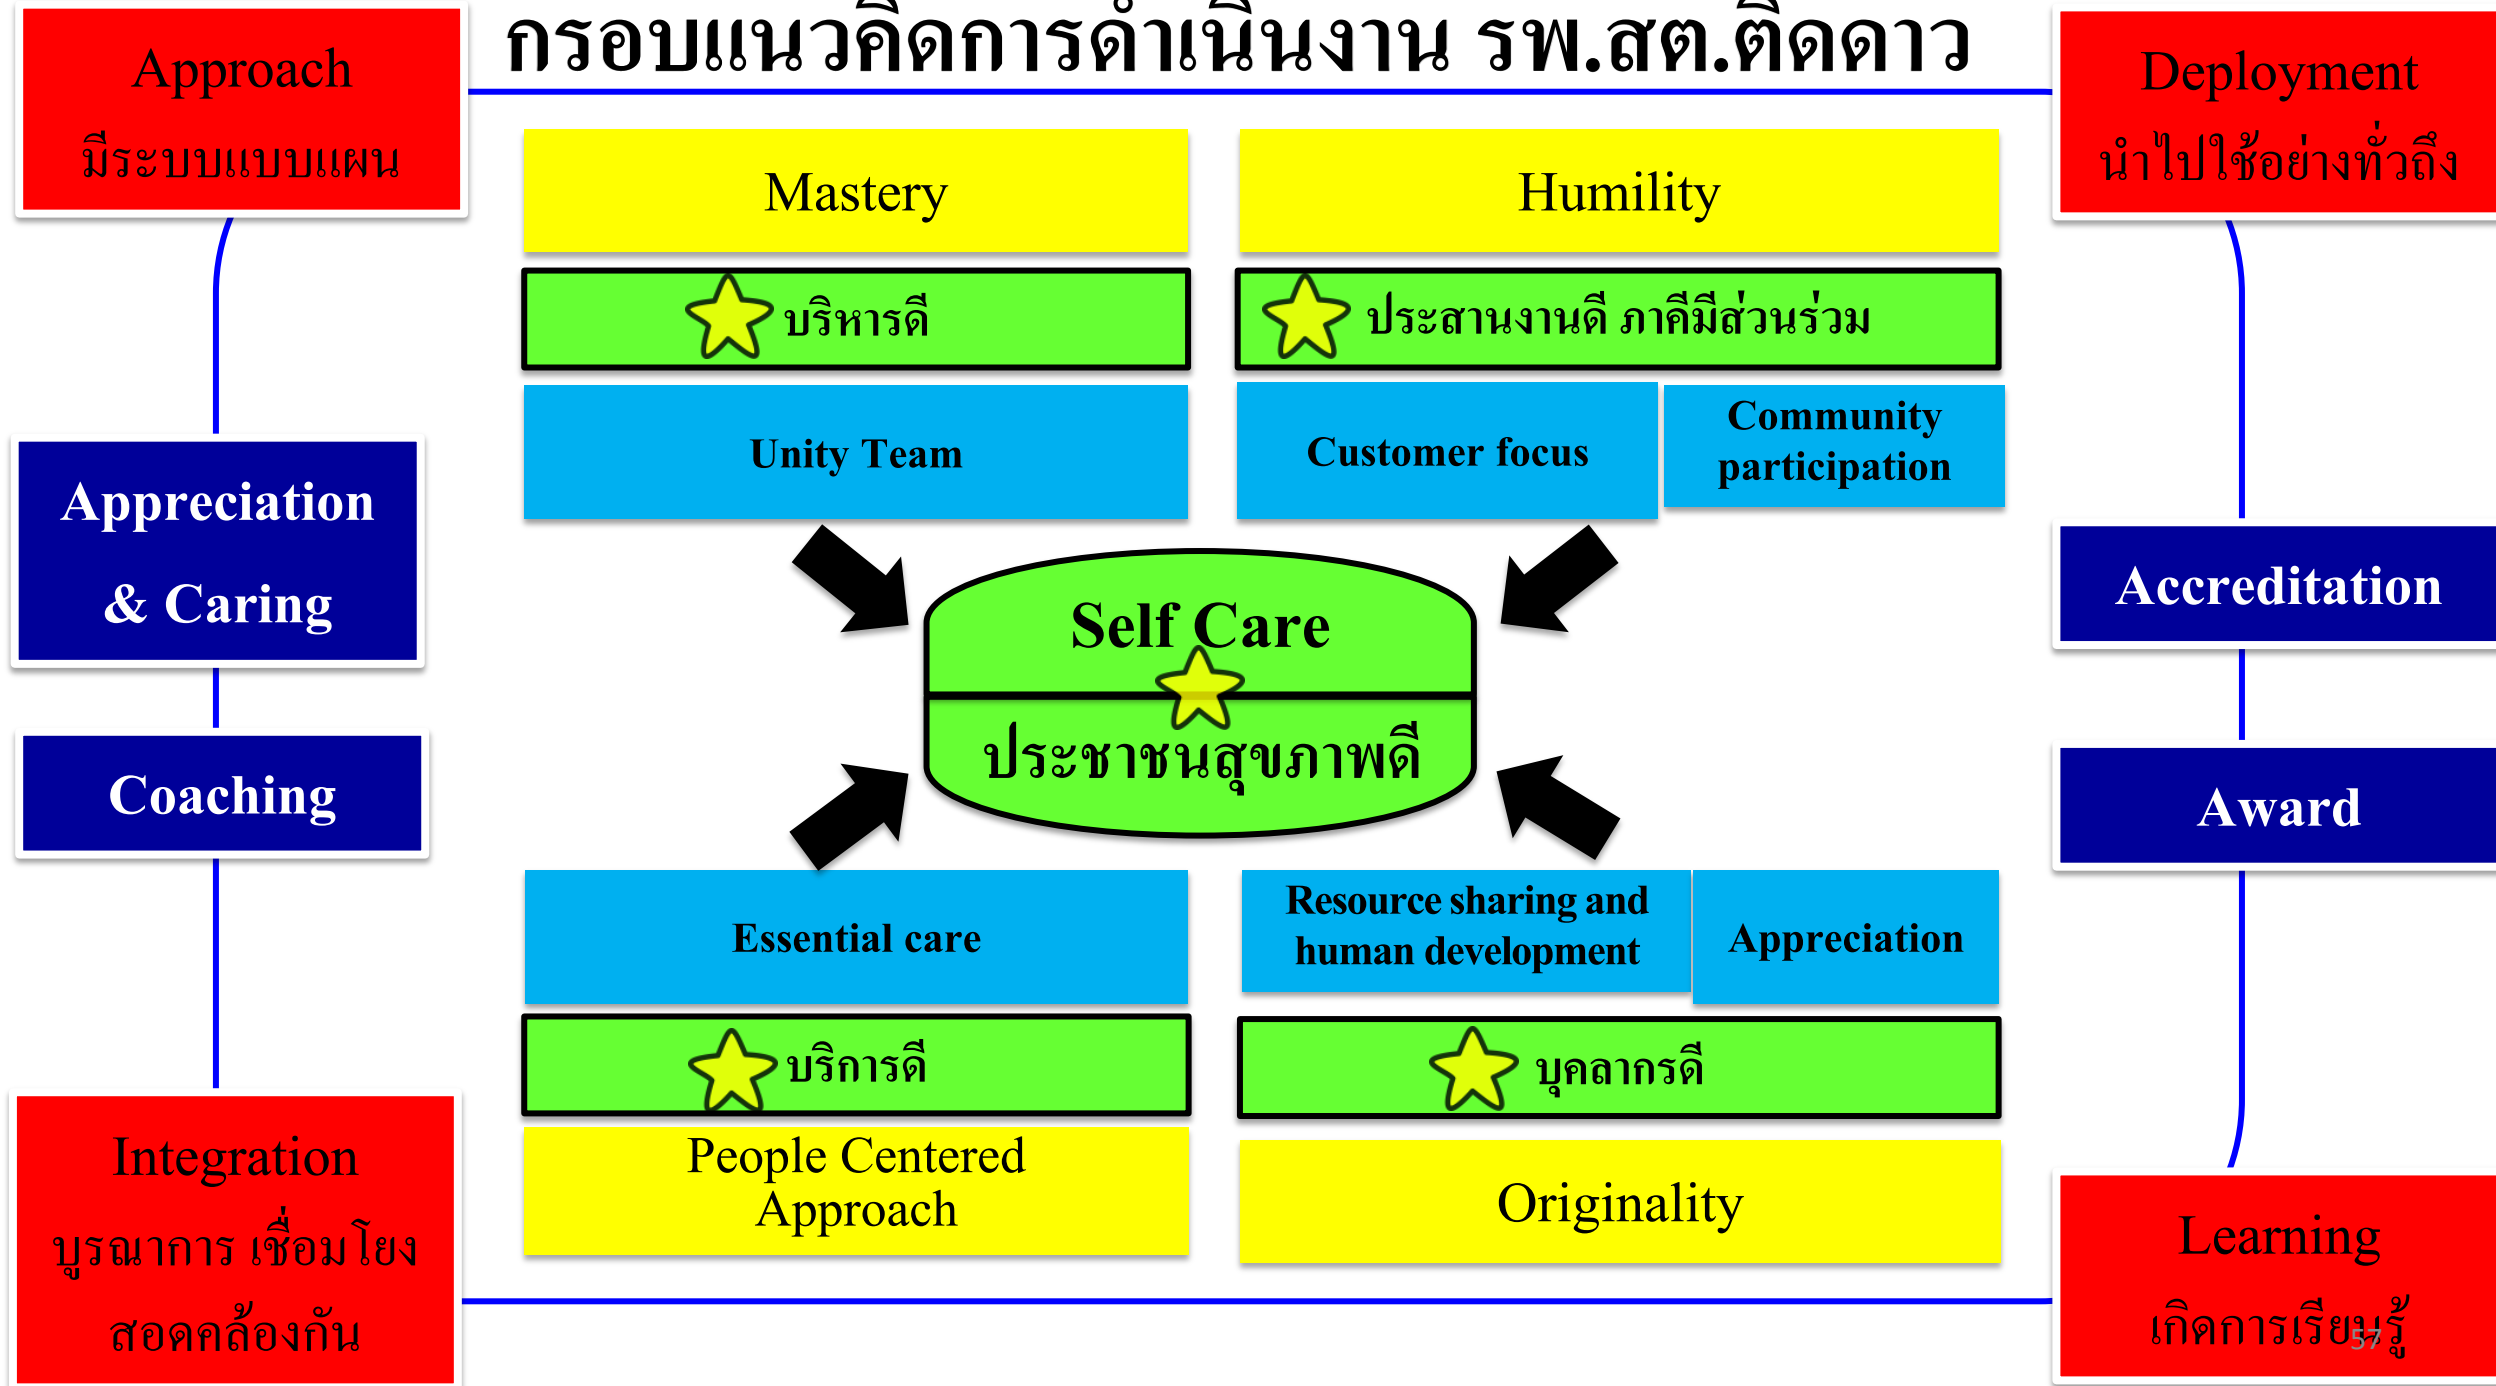 กรอบแนวคิดการดำเนินงาน รพ.สต.ติดดาว
Approach
มีระบบแบบแผน
Deployment
นำไปใช้อย่างทั่วถึง
Mastery
Humility
บริหารดี
ประสานงานดี ภาคีมีส่วนร่วม
Unity Team
Customer focus
Community
participation
Appreciation
& Caring
Accreditation
Self Care
ประชาชนสุขภาพดี
Coaching
Award
Essential care
Resource sharing and
human development
Appreciation
บริการดี
บุคลากรดี
People Centered
Approach
Originality
Integration
บูรณาการ เชื่อมโยง
สอดคล้องกัน
Learning
เกิดการเรียนรู้
57